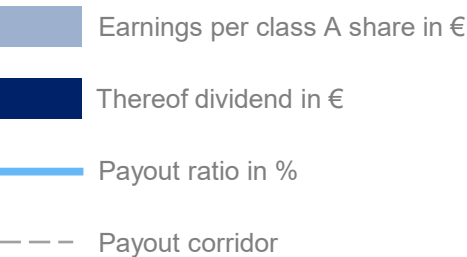 Earnings per class A share in €
Thereof dividend in €
Payout ratio in %
Payout corridor